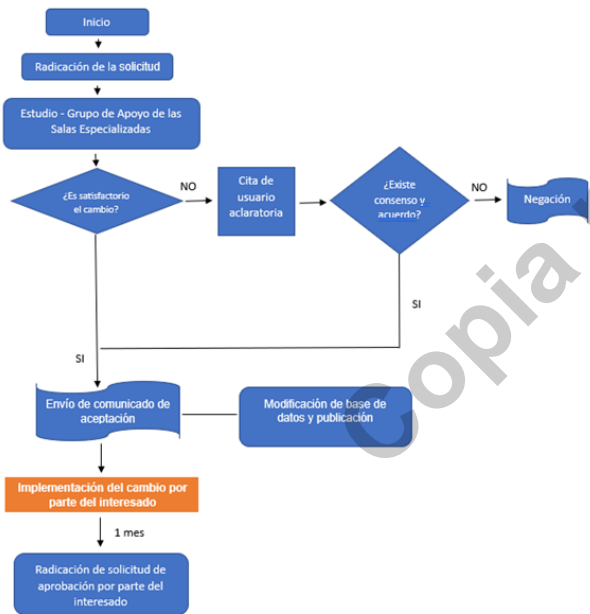 Inicio
Radicación de la solicitud
Estudio - Grupo de Apoyo de las
Salas Especializadas
¿Es satisfactorio
el cambio?
NO
Cita de
usuario
aclaratoria
¿Existe
consenso y
acuerdo?
NO
Negación
SI
SI
Envío de comunicado de
aceptación
Modificación de base de
datos y publicación
Implementación del cambio por
parte del interesado
1 mes
Radicación de solicitud de
aprobación por parte del
interesado
Copia